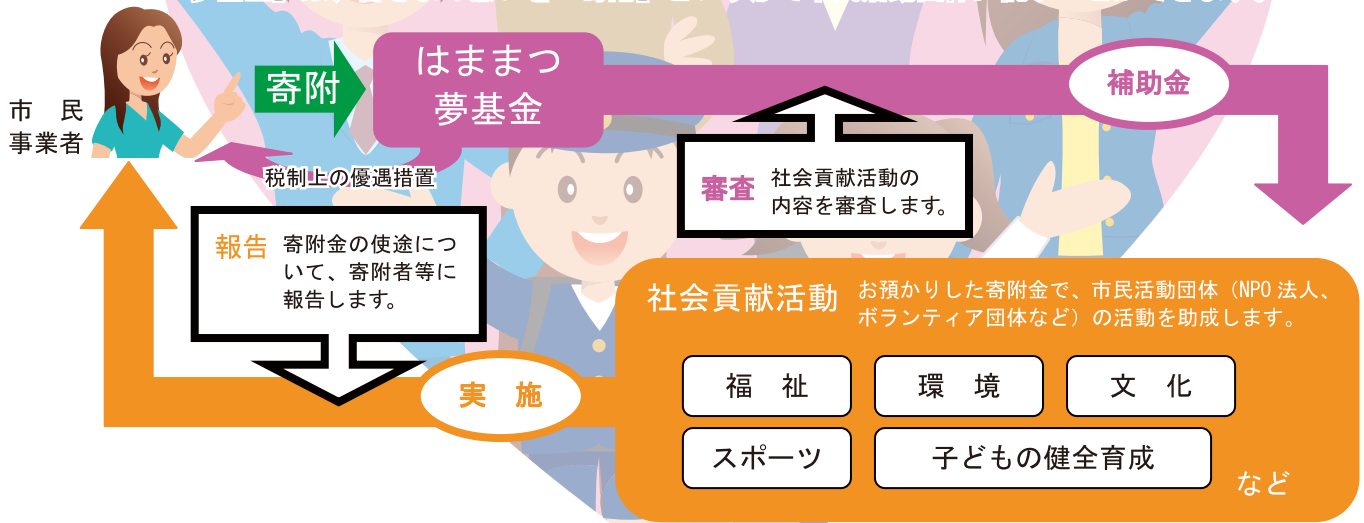 市　民
事業者
寄附
はままつ
夢基金
補助金
税制上の優遇措置
審査
社会貢献活動の
内容を審査します。
報告
寄附金の使途につ
いて、寄附者等に
報告します。
社会貢献活動
お預かりした寄附金で、市民活動団体（NPO法人、
ボランティア団体など）の活動を助成します。
実　施
福　祉
環　境
文　化
スポーツ
子どもの健全育成
など